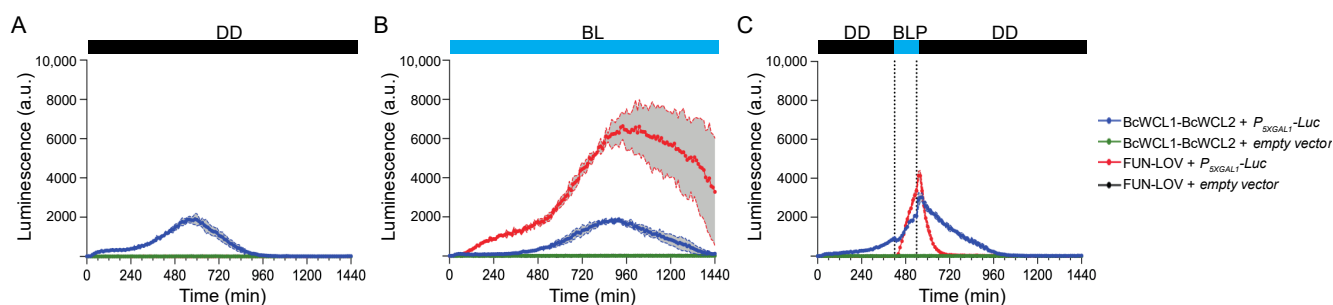 A
DD
10,000
8000
6000
4000
2000
0
Luminescence (a.u.)
0 240 480 720 960 1200 1440
Time (min)
B
BL
10,000
8000
6000
4000
2000
0
Luminescence (a.u.)
0 240 480 720 960 1200 1440
Time (min)
C
DD BLP DD
10,000
8000
6000
4000
2000
0
Luminescence (a.u.)
0 240 480 720 960 1200 1440
Time (min)
BcWCL1-BcWCL2 + P5XGAL1-Luc
BcWCL1-BcWCL2 + empty vector
FUN-LOV + P5XGAL1-Luc
FUN-LOV + empty vector